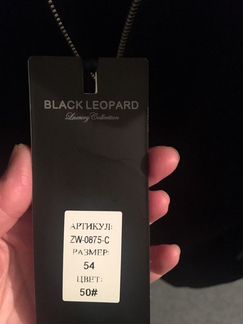 BLACK LEOPARD
Luxury Collection
АРТИКУЛ:
ZW-0875-C
РАЗМЕР:
54
ЦВЕТ:
50#